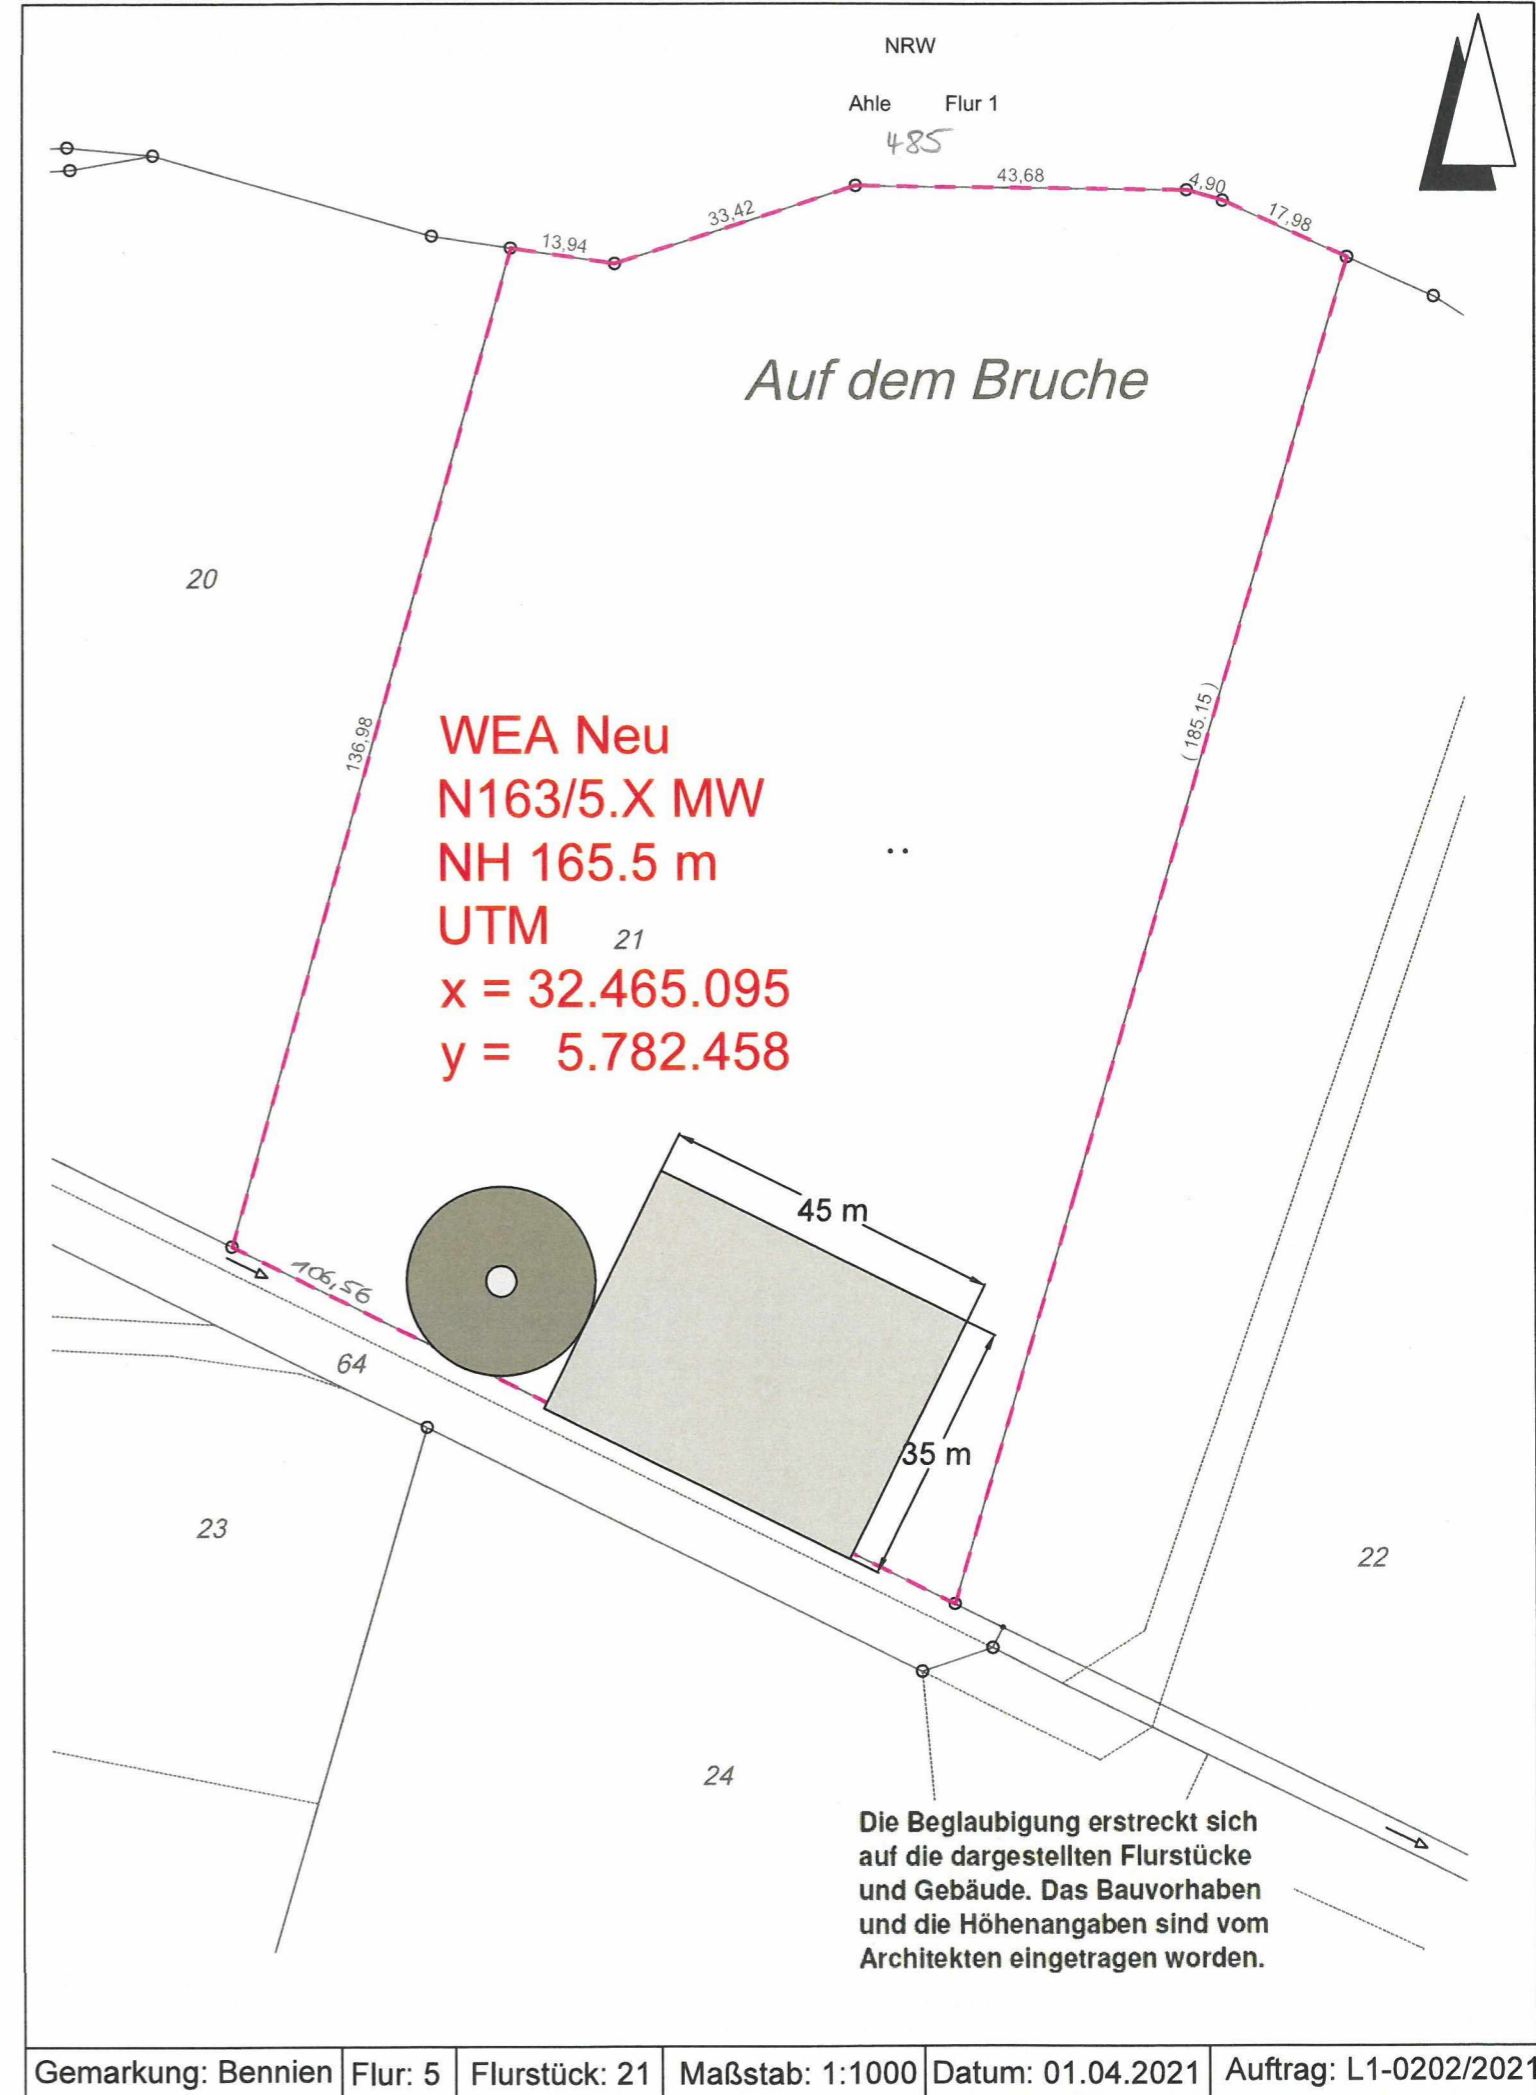 NRW
Ahle Flur 1
485
43,68
4,90
33,42
17,98
13,94
Auf dem Bruche
20
136,98
( 185.15 )
WEA Neu
N163/5.X MW
NH 165.5 m
UTM
21
x = 32.465.095
y = 5.782.458
45 m
106,56
64
35 m
23
22
24
Die Beglaubigung erstreckt sich
auf die dargestellten Flurstücke
und Gebäude. Das Bauvorhaben
und die Höhenangaben sind vom
Architekten eingetragen worden.
Gemarkung: Bennien Flur: 5 Flurstück: 21 Maßstab: 1:1000 Datum: 01.04.2021 Auftrag: L1-0202/2021